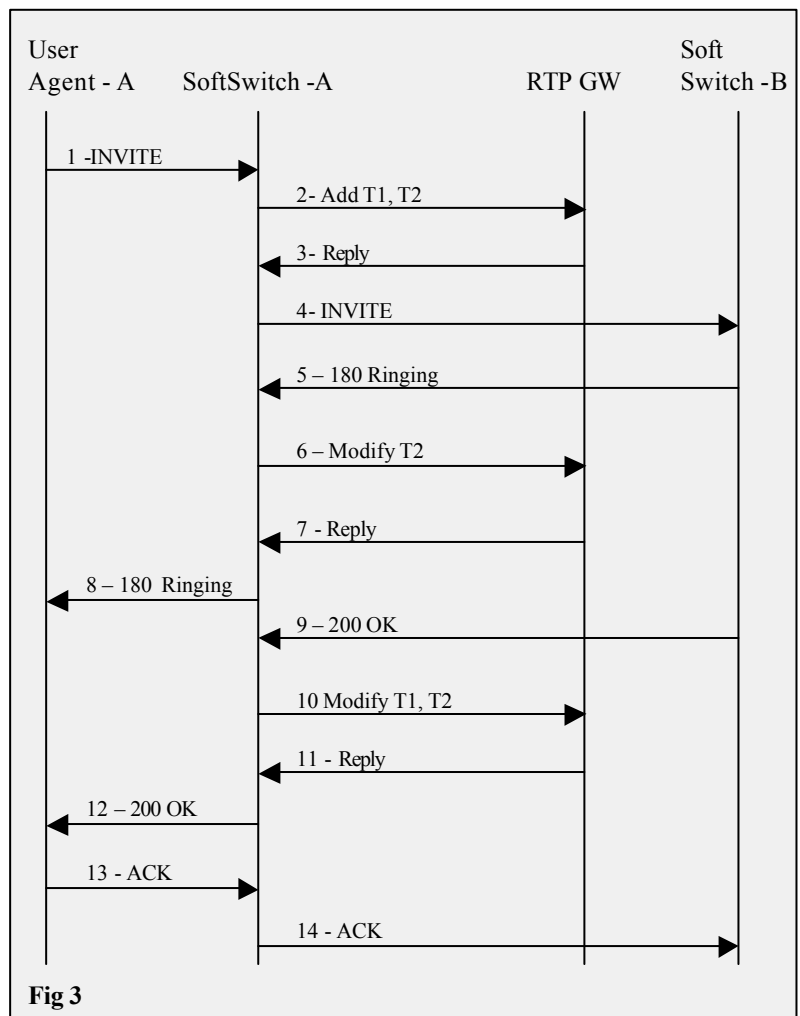 User
Agent - A
SoftSwitch -A
RTP GW
Soft
Switch -B
1 -INVITE
2- Add T1, T2
3- Reply
4- INVITE
5 – 180 Ringing
6 – Modify T2
7 - Reply
8 – 180 Ringing
9 – 200 OK
10 Modify T1, T2
11 - Reply
12 – 200 OK
13 - ACK
14 - ACK
Fig 3